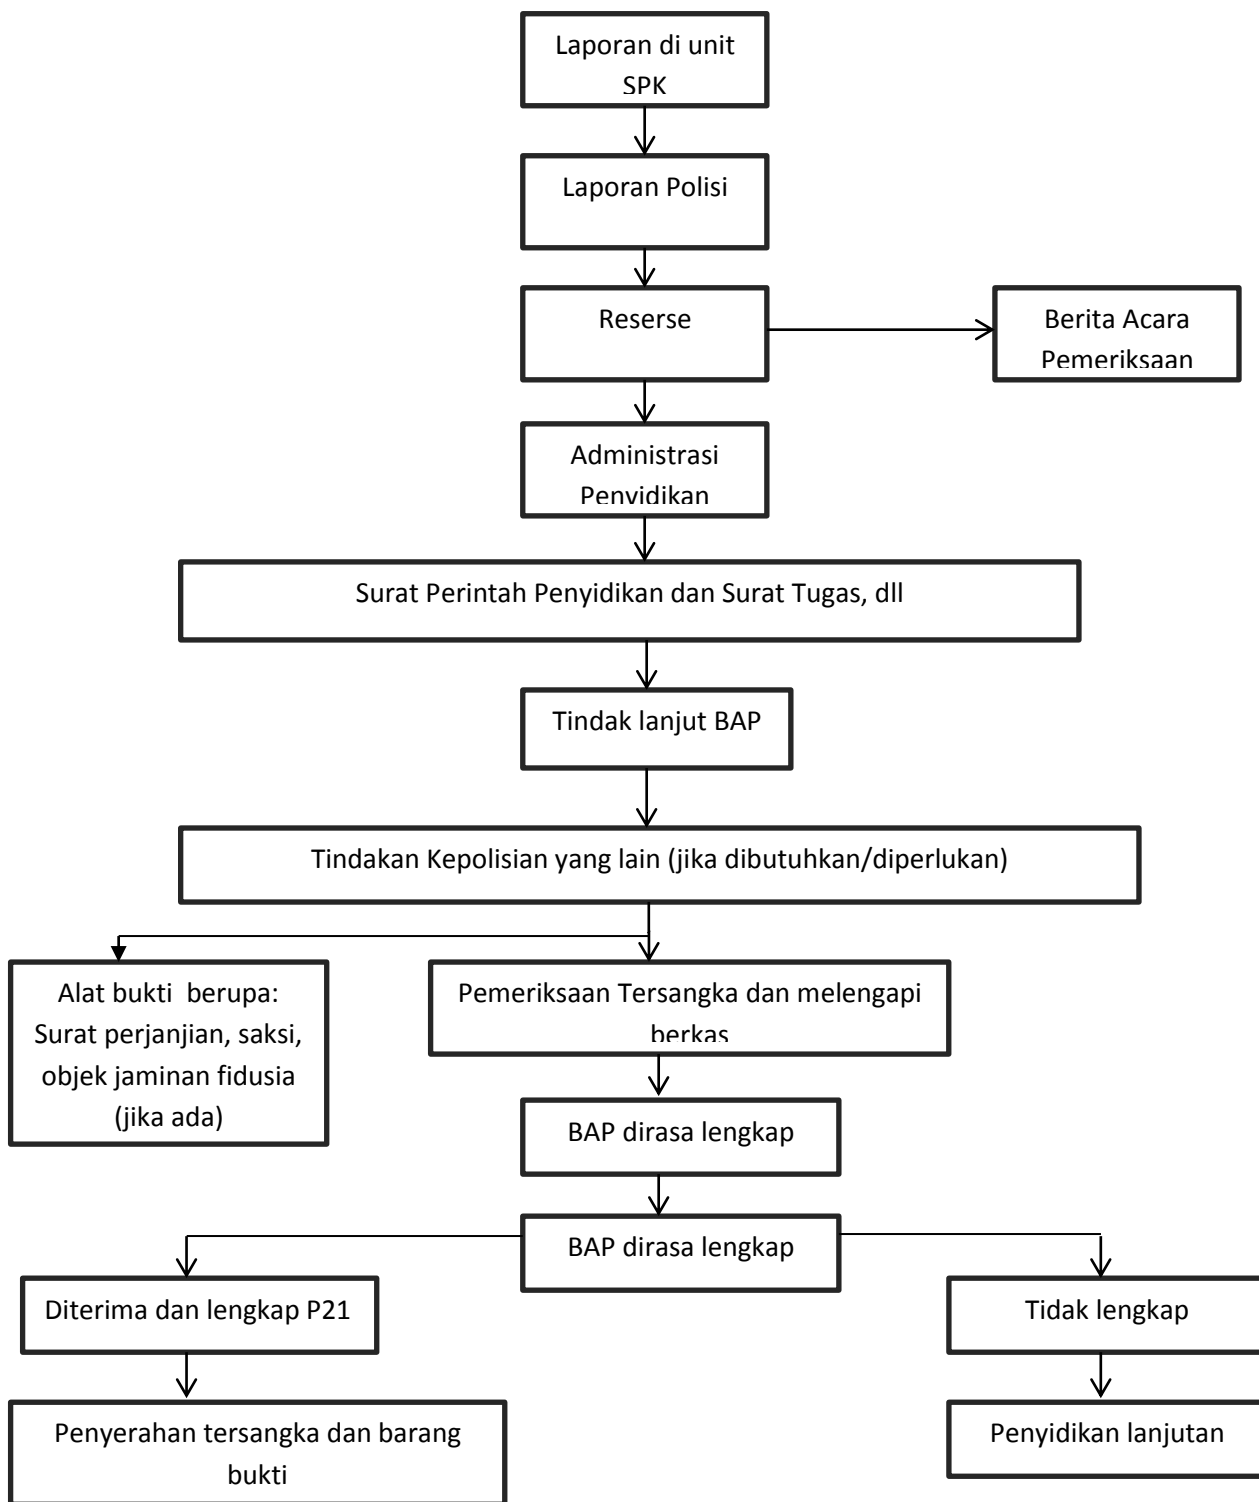 Laporan di unit
SPK
Laporan Polisi
Reserse
Berita Acara
Pemeriksaan
Administrasi
Penyidikan
Surat Perintah Penyidikan dan Surat Tugas, dll
Tindak lanjut BAP
Tindakan Kepolisian yang lain (jika dibutuhkan/diperlukan)
Alat bukti  berupa:
Surat perjanjian, saksi,
objek jaminan fidusia
(jika ada)
Pemeriksaan Tersangka dan melengapi
berkas
BAP dirasa lengkap
BAP dirasa lengkap
Diterima dan lengkap P21
Tidak lengkap
Penyerahan tersangka dan barang
bukti
Penyidikan lanjutan